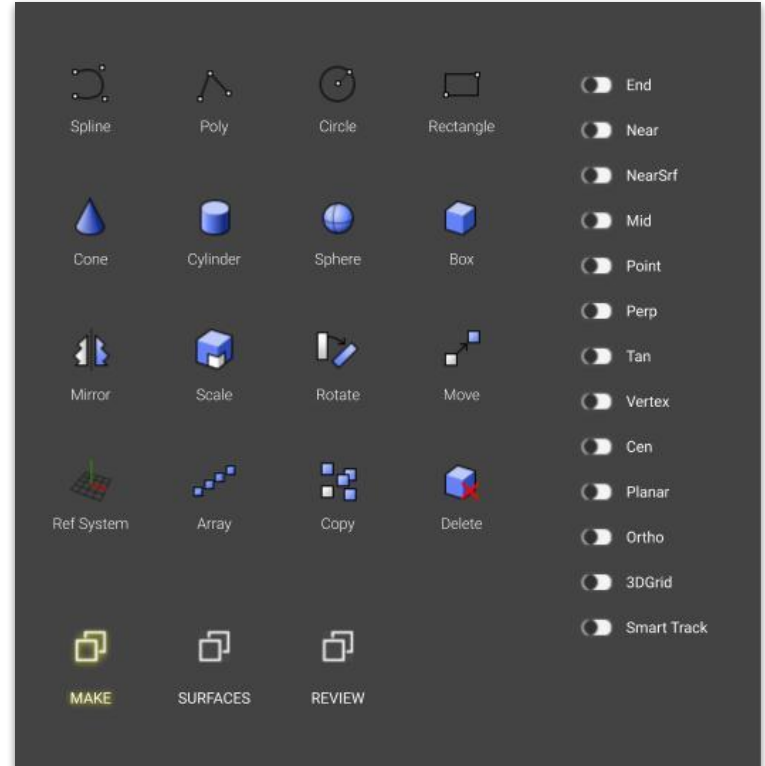 Spline Poly Circle Rectangle
Cone Cylinder Sphere Box
Mirror Scale Rotate Move
Ref System Array Copy Delete
MAKE SURFACES REVIEW
End
Near
NearSrf
Mid
Point
Perp
Tan
Vertex
Cen
Planar
Ortho
3DGrid
Smart Track